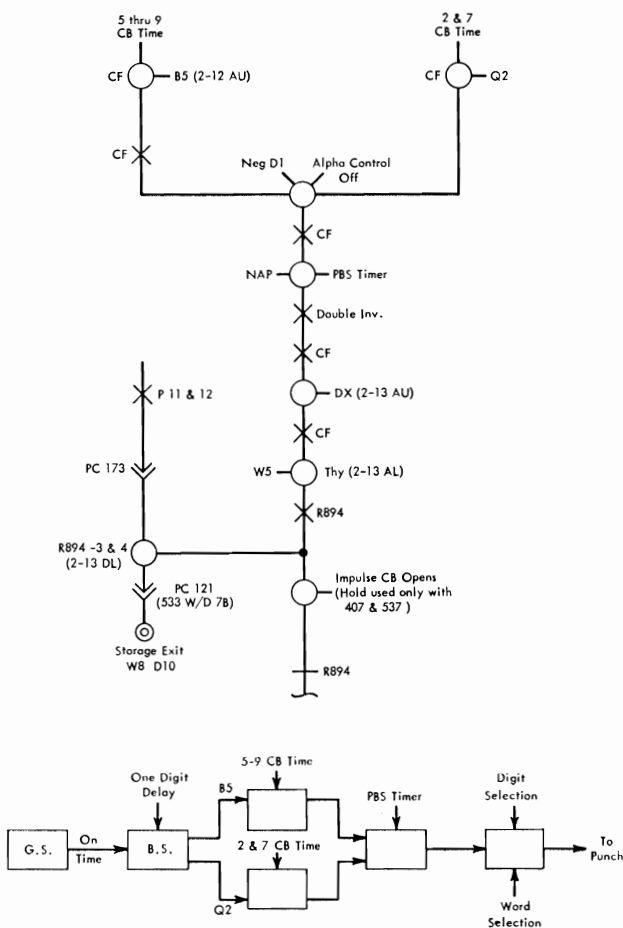 5 thru 9
CB Time
2 & 7
CB Time
CF
B5 (2-12 AU)
CF
Q2
CF
Neg D1
Alpha Control
Off
CF
NAP
PBS Timer
Double Inv.
CF
P 11 & 12
DX (2-13 AU)
CF
PC 173
W5
Thy (2-13 AL)
R894
R894 -3 & 4
(2-13 DL)
PC 121
(533 W/D 7B)
Impulse CB Opens
(Hold used only with
407 & 537 )
Storage Exit
W8 D10
R894
5-9 CB Time
One Digit
Delay
B5
PBS Timer
Digit
Selection
G.S.
On
Time
B.S.
2 & 7 CB Time
To
Punch
Q2
Word
Selection